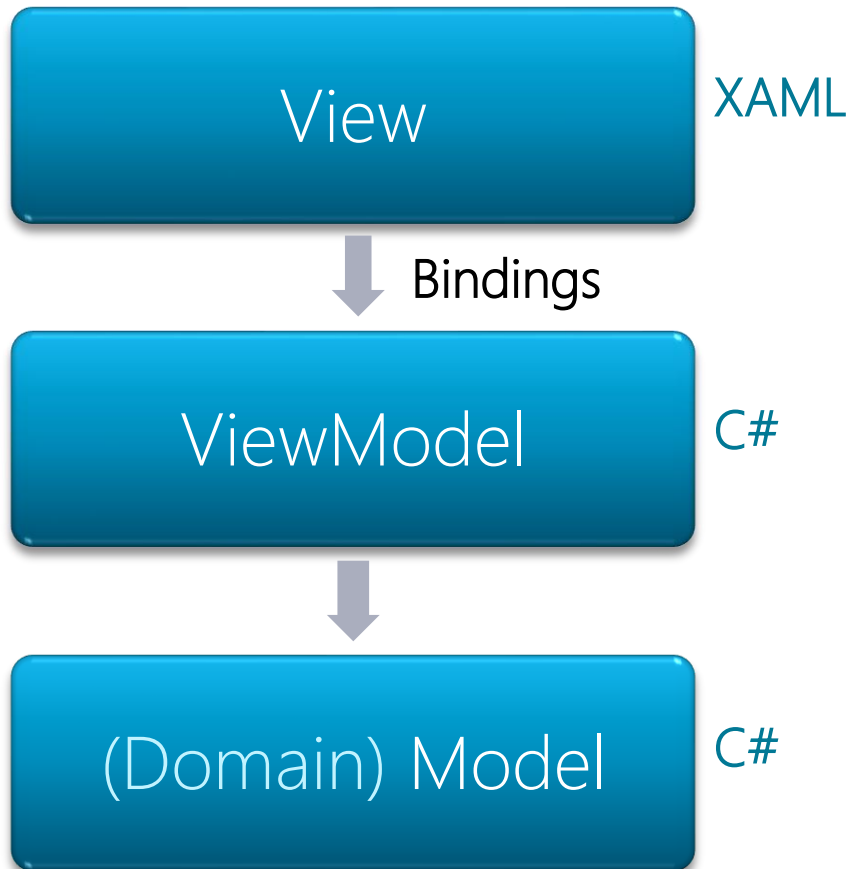 View
XAML
Bindings
ViewModel
C#
(Domain) Model
C#